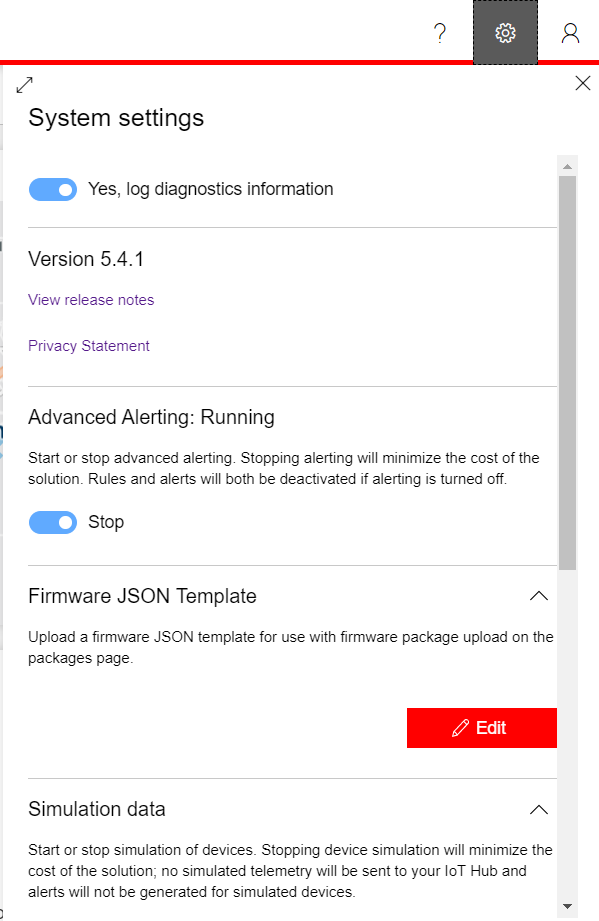 ?
System settings
Yes, log diagnostics information
Version 5.4.1
View release notes
Privacy Statement
Advanced Alerting: Running
Start or stop advanced alerting. Stopping alerting will minimize the cost of the
solution. Rules and alerts will both be deactivated if alerting is turned off.
Stop
Firmware JSON Template
Upload a firmware JSON template for use with firmware package upload on the
packages page.
Edit
Simulation data
Start or stop simulation of devices. Stopping device simulation will minimize the
cost of the solution; no simulated telemetry will be sent to your IoT Hub and
alerts will not be generated for simulated devices.